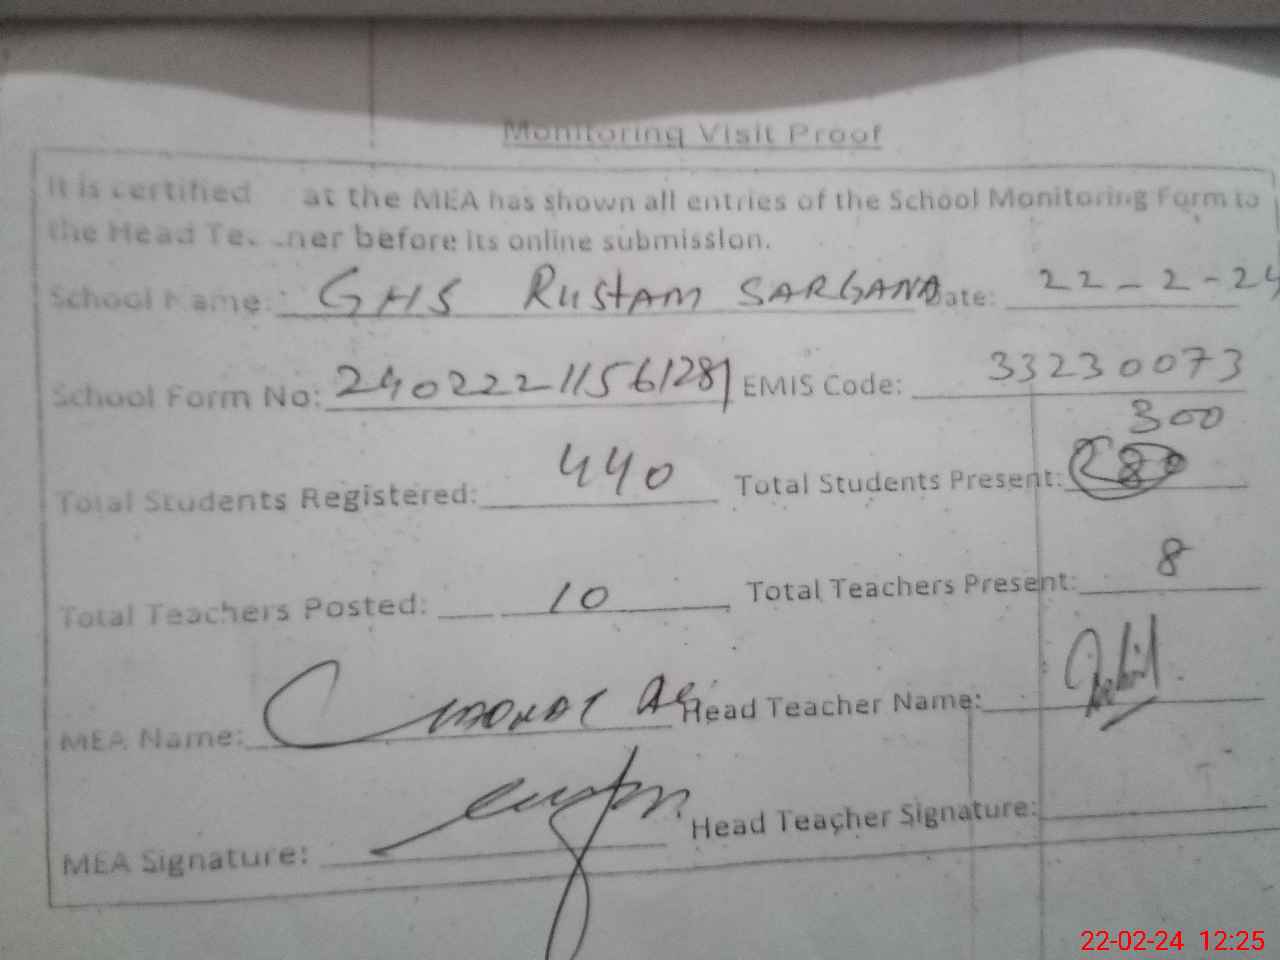 Monitoring Visit Proof
It is certified at the MEA has shown all entries of the School Monitoring Form to
the Head Te. .ner before its online submission.
School Name: GHS RUSTAM SARGANA Date: 22-2-24
School Form No: 24022211561281 EMIS Code: 33230073
300
Total Students Registered: 440 Total Students Present: 280
Total Teachers Posted: 10 Total Teachers Present: 8
MEA Name: Head Teacher Name:
MEA Signature: Head Teacher Signature:
22-02-24 12:25